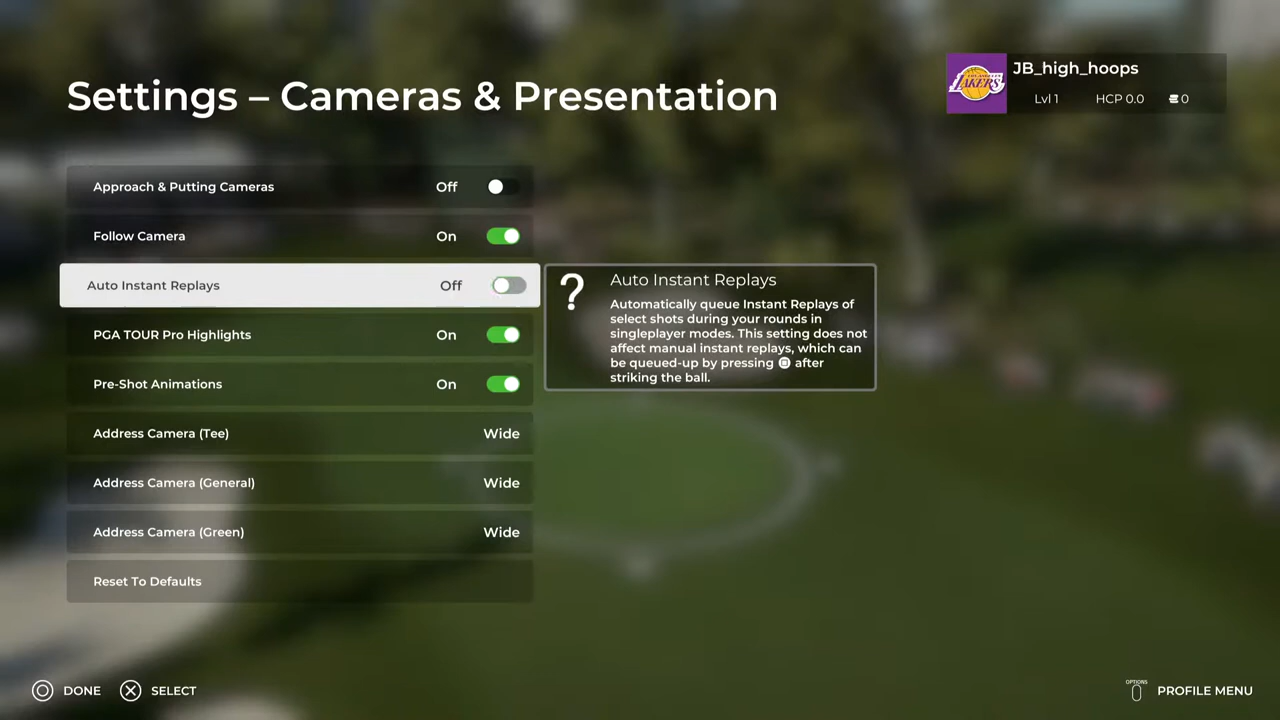 Settings – Cameras & Presentation
LAKERS
JB_high_hoops
Lvl 1 HCP 0.0 0
Approach & Putting Cameras Off
Follow Camera On
Auto Instant Replays Off
PGA TOUR Pro Highlights On
Pre-Shot Animations On
Address Camera (Tee) Wide
Address Camera (General) Wide
Address Camera (Green) Wide
Reset To Defaults
?
Auto Instant Replays
Automatically queue Instant Replays of
select shots during your rounds in
singleplayer modes. This setting does not
affect manual instant replays, which can
be queued-up by pressing after
striking the ball.
DONE SELECT
OPTIONS
PROFILE MENU